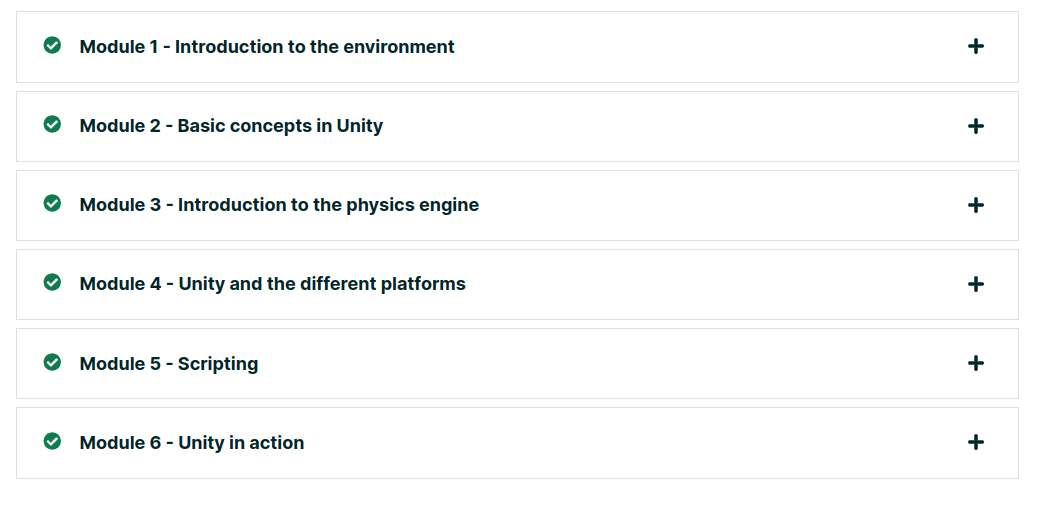 Module 1 - Introduction to the environment
Module 2 - Basic concepts in Unity
Module 3 - Introduction to the physics engine
Module 4 - Unity and the different platforms
Module 5 - Scripting
Module 6 - Unity in action